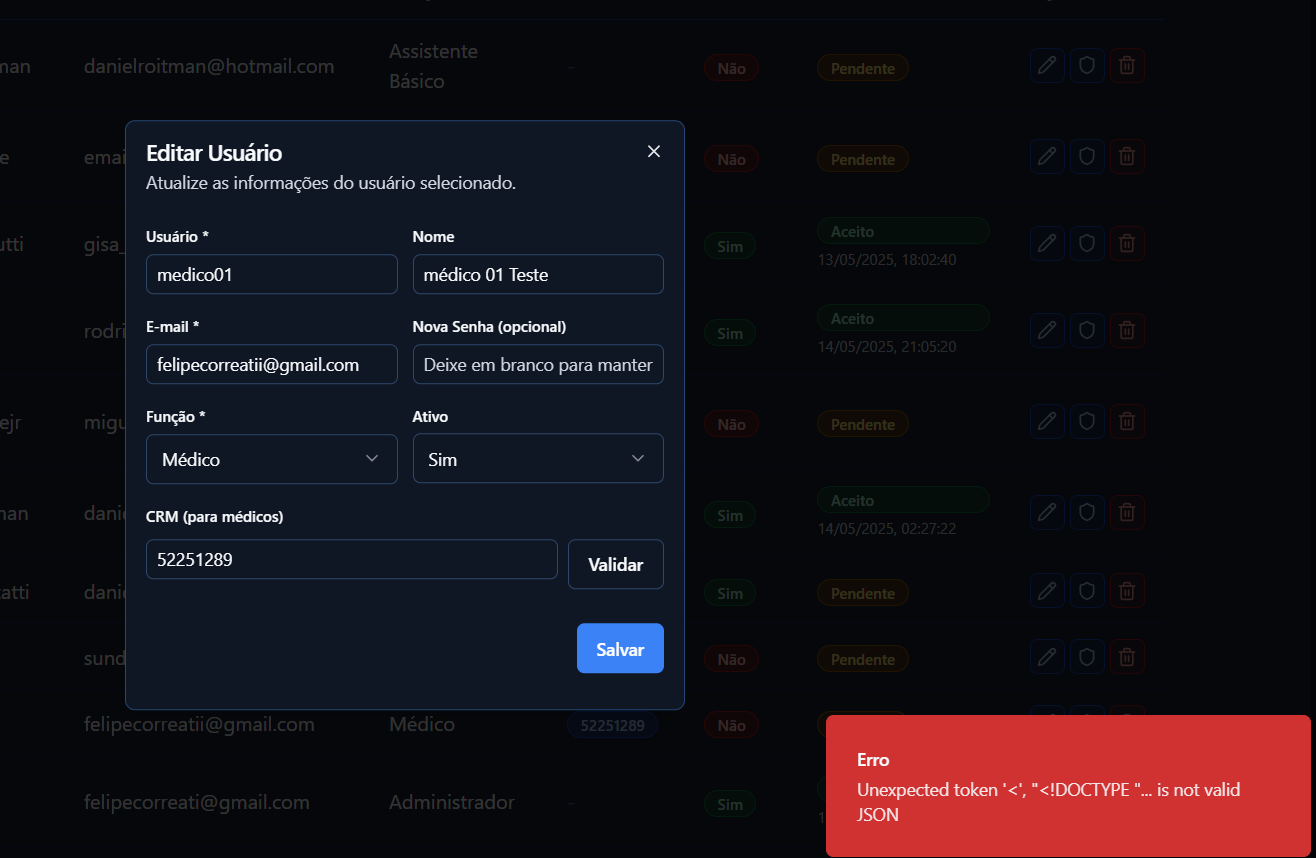 man danielroitman@hotmail.com Assistente Básico - Não Pendente
e emai Não Pendente
utti gisa_ Sim Aceito
13/05/2025, 18:02:40
rodri Sim Aceito
14/05/2025, 21:05:20
ejr migu Não Pendente
man danie Sim Aceito
14/05/2025, 02:27:22
atti danie Sim Pendente
sund Não Pendente
felipecorreatii@gmail.com Médico 52251289 Não
felipecorreati@gmail.com Administrador - Sim
Editar Usuário
Atualize as informações do usuário selecionado.
Usuário * Nome
medico01 médico 01 Teste
E-mail * Nova Senha (opcional)
felipecorreatii@gmail.com Deixe em branco para manter
Função * Ativo
Médico Sim
CRM (para médicos)
52251289 Validar
Salvar
Erro
Unexpected token '<', "<!DOCTYPE "... is not valid
JSON